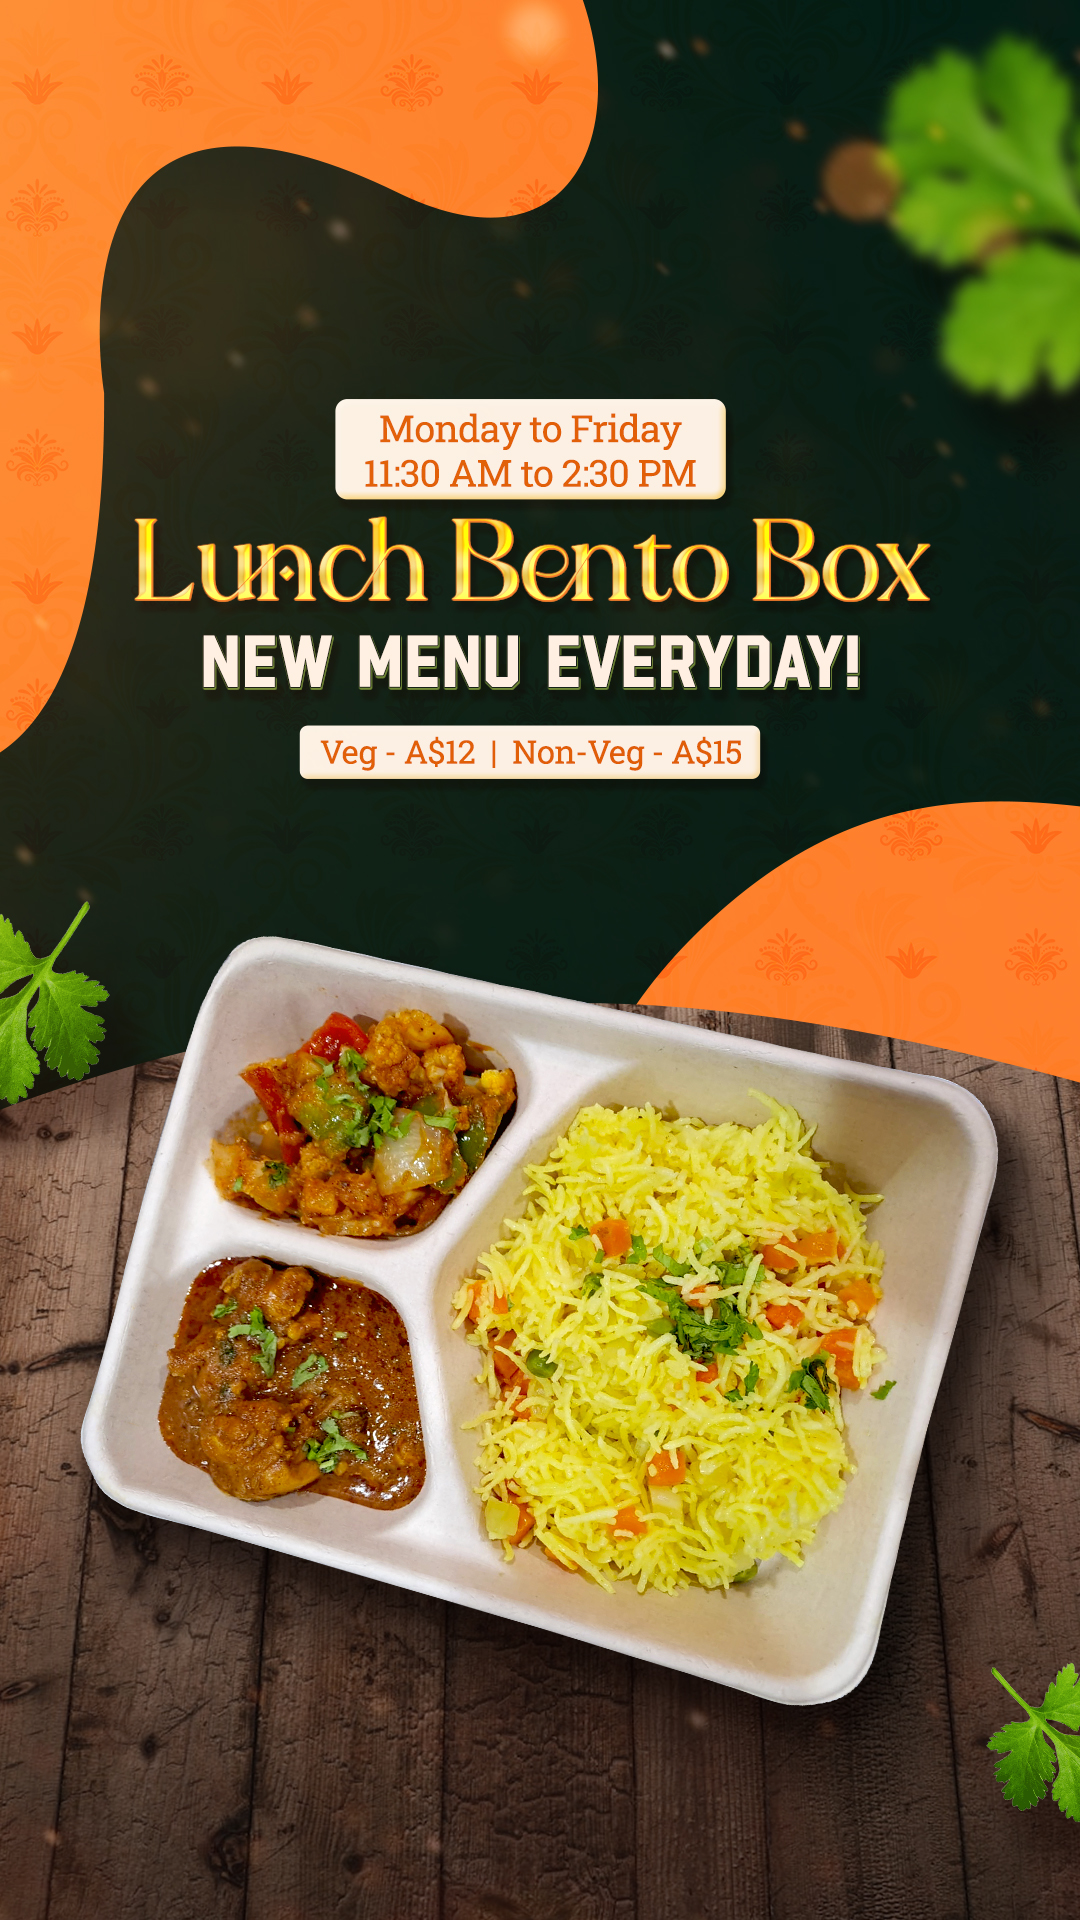 Monday to Friday
11:30 AM to 2:30 PM
Lunch Bento Box
NEW MENU EVERYDAY!
Veg - A$12 | Non-Veg - A$15